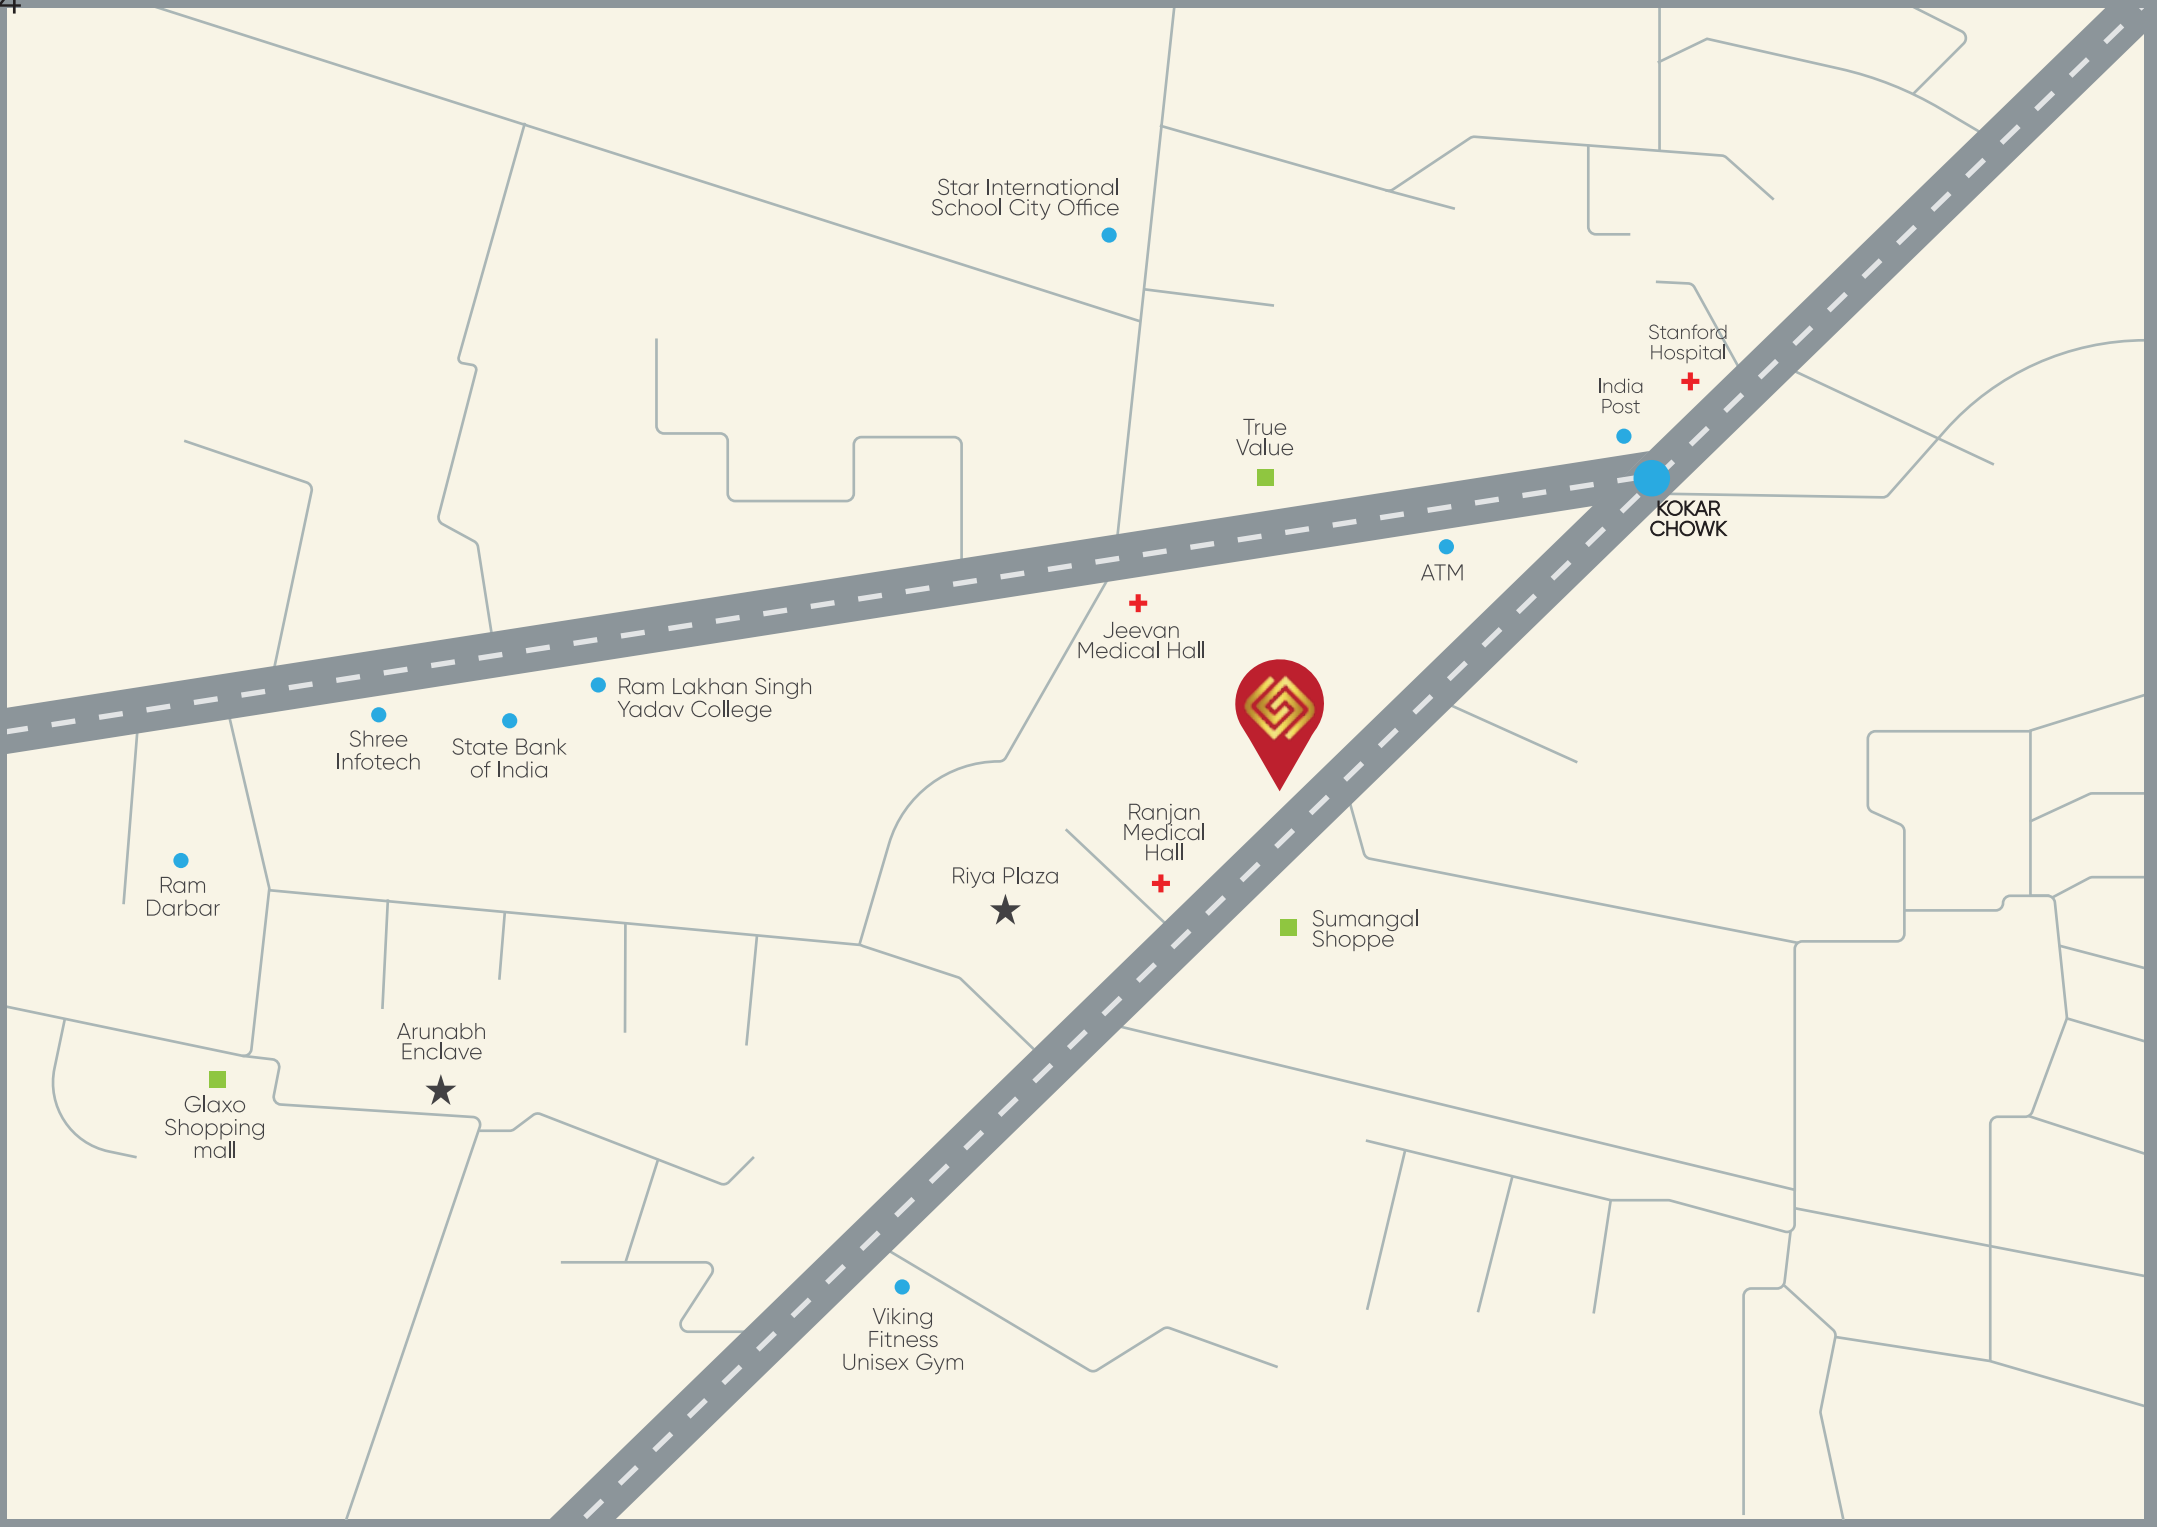 4
Star International
School City Office
Stanford
Hospital
India
Post
True
Value
KOKAR
CHOWK
ATM
Jeevan
Medical Hall
Ram Lakhan Singh
Yadav College
Shree
Infotech
State Bank
of India
Ranjan
Medical
Hall
Riya Plaza
Ram
Darbar
Sumangal
Shoppe
Arunabh
Enclave
Glaxo
Shopping
mall
Viking
Fitness
Unisex Gym